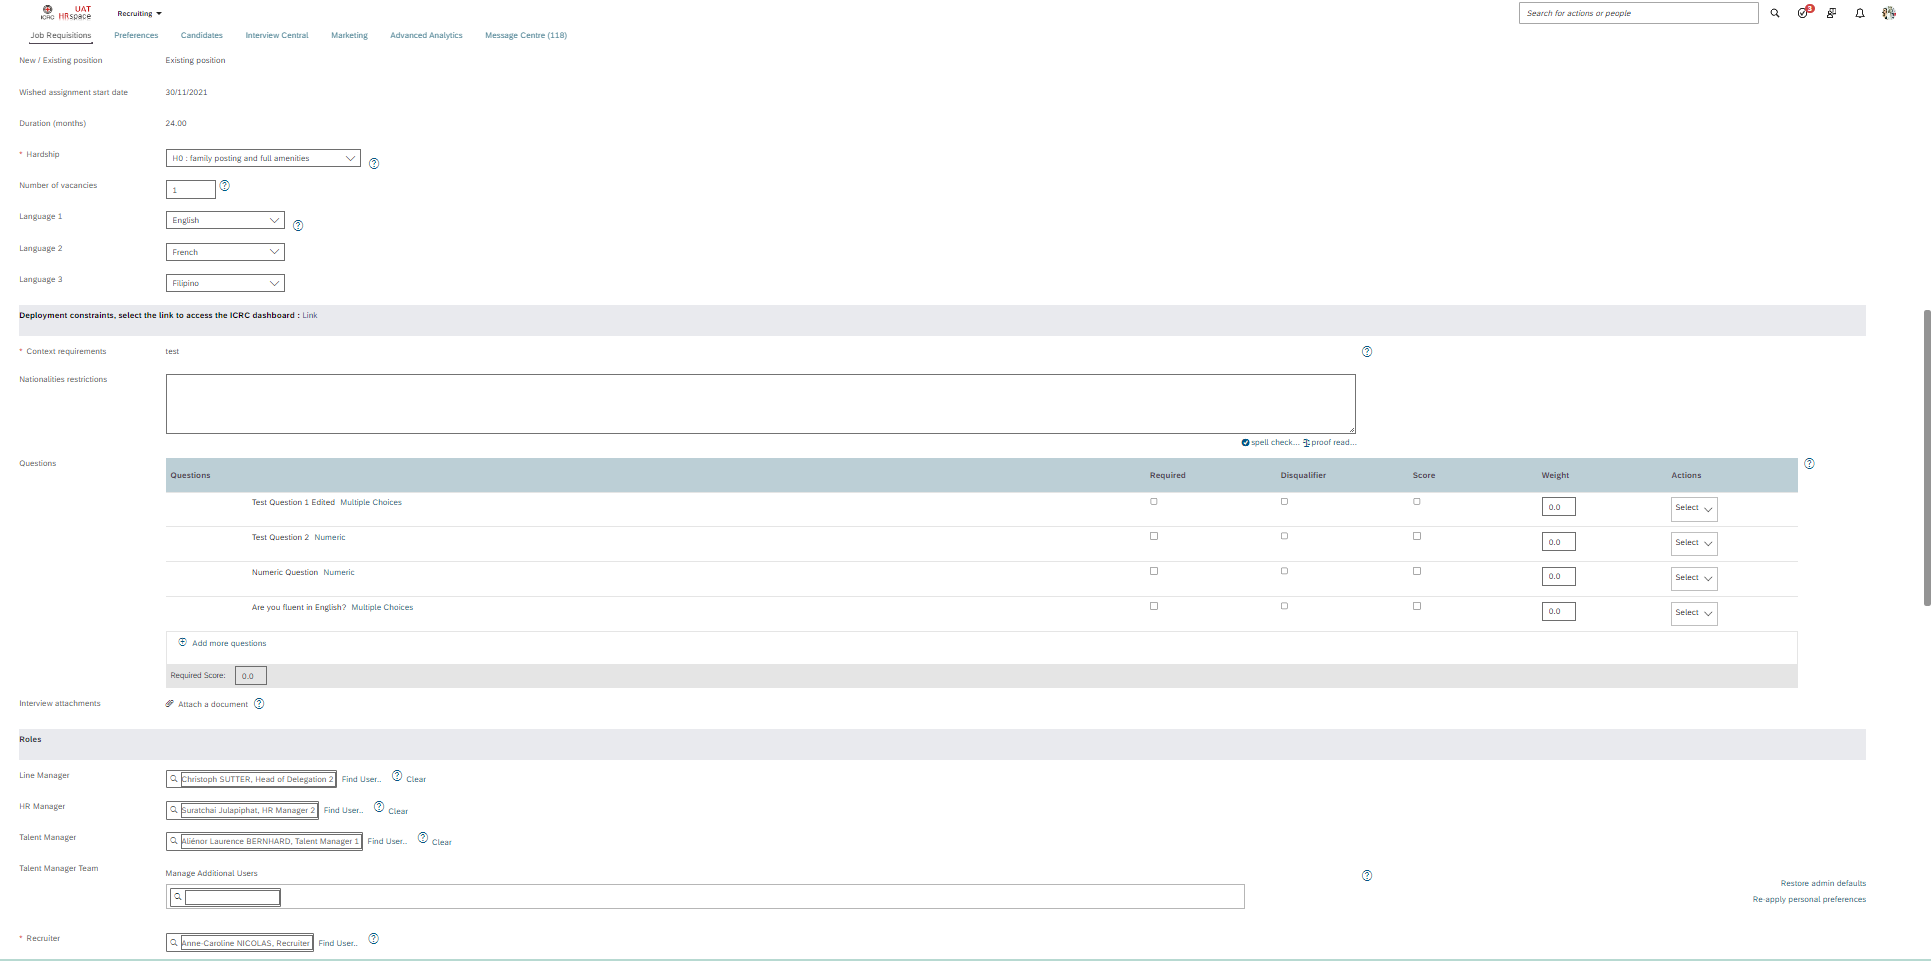 UAT
ICRC HRspace
Recruiting
Search for actions or people
3
Job Requisitions Preferences Candidates Interview Central Marketing Advanced Analytics Message Centre (118)
New / Existing position Existing position
Wished assignment start date 30/11/2021
Duration (months) 24.00
* Hardship H0 : family posting and full amenities
Number of vacancies 1
Language 1 English
Language 2 French
Language 3 Filipino
Deployment constraints, select the link to access the ICRC dashboard : Link
* Context requirements test
Nationalities restrictions
spell check... proof read...
Questions
Questions Required Disqualifier Score Weight Actions
Test Question 1 Edited Multiple Choices 0.0 Select
Test Question 2 Numeric 0.0 Select
Numeric Question Numeric 0.0 Select
Are you fluent in English? Multiple Choices 0.0 Select
Add more questions
Required Score: 0.0
Interview attachments Attach a document
Roles
Line Manager Christoph SUTTER, Head of Delegation 2 Find User.. Clear
HR Manager Suratchai Julapiphat, HR Manager 2 Find User.. Clear
Talent Manager Aliénor Laurence BERNHARD, Talent Manager 1 Find User.. Clear
Talent Manager Team Manage Additional Users
Restore admin defaults
Re-apply personal preferences
* Recruiter Anne-Caroline NICOLAS, Recruiter Find User..